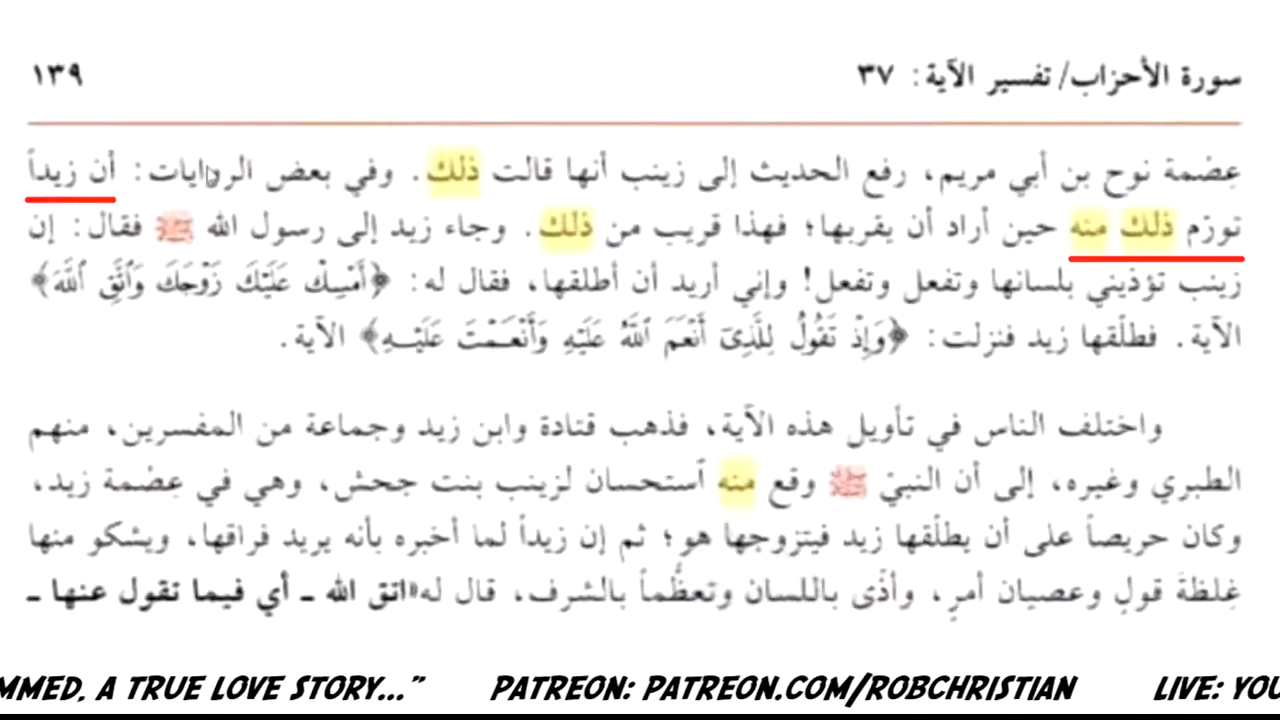 سورة الأحزاب/ تفسير الآية: ٣٧
١٣٩
عِصْمة نوح بن أبي مريم، رفع الحديث إلى زينب أنها قالت ذلك. وفي بعض الروايات: أن زيداً
تورّم ذلك منه حين أراد أن يقربها؛ فهذا قريب من ذلك. وجاء زيد إلى رسول الله ﷺ فقال: إن
زينب تؤذيني بلسانها وتفعل وتفعل! وإني أريد أن أطلقها، فقال له: ﴿أَمْسِكْ عَلَيْكَ زَوْجَكَ وَٱتَّقِ ٱللَّهَ﴾
الآية. فطلّقها زيد فنزلت: ﴿وَإِذْ تَقُولُ لِلَّذِىٓ أَنْعَمَ ٱللَّهُ عَلَيْهِ وَأَنْعَمْتَ عَلَيْهِ﴾ الآية.
واختلف الناس في تأويل هذه الآية، فذهب قتادة وابن زيد وجماعة من المفسرين، منهم
الطبري وغيره، إلى أن النبيّ ﷺ وقع منه ٱستحسان لزينب بنت جحش، وهي في عِصْمة زيد،
وكان حريصاً على أن يطلّقها زيد فيتزوجها هو؛ ثم إن زيداً لما أخبره بأنه يريد فراقها، ويشكو منها
غِلظةَ قولٍ وعصيان أمرٍ، وأذًى باللسان وتعظُّماً بالشرف، قال له «اتق الله ـ أي فيما تقول عنها ـ
MMED, A TRUE LOVE STORY..." PATREON: PATREON.COM/ROBCHRISTIAN LIVE: YOU